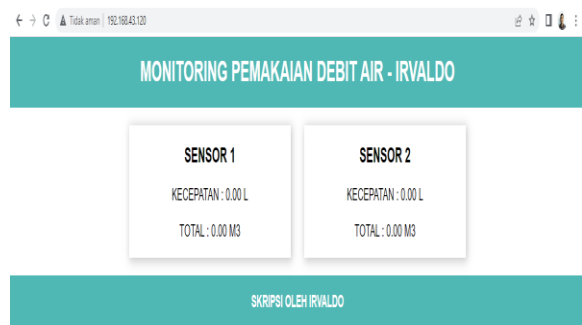 Tidak aman 192.168.43.120
MONITORING PEMAKAIAN DEBIT AIR - IRVALDO
SENSOR 1
KECEPATAN : 0.00 L
TOTAL : 0.00 M3
SENSOR 2
KECEPATAN : 0.00 L
TOTAL : 0.00 M3
SKRIPSI OLEH IRVALDO